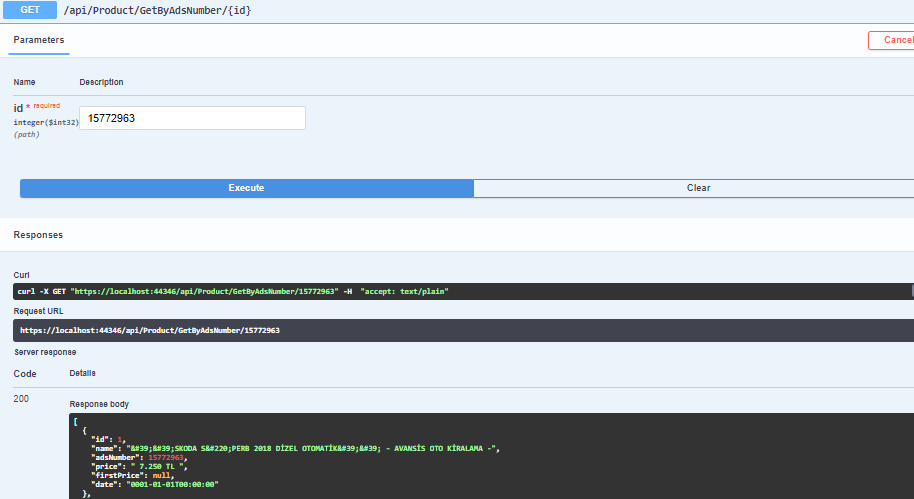 GET /api/Product/GetByAdsNumber/{id}
Parameters
Cancel
Name Description
id * required
integer($int32)
(path)
15772963
Execute Clear
Responses
Curl
curl -X GET "https://localhost:44346/api/Product/GetByAdsNumber/15772963" -H  "accept: text/plain"
Request URL
https://localhost:44346/api/Product/GetByAdsNumber/15772963
Server response
Code Details
200
Response body
[
  {
    "id": 1,
    "name": "&#39;&#39;SKODA S&#220;PERB 2018 DİZEL OTOMATİK&#39;&#39; - AVANSİS OTO KİRALAMA -",
    "adsNumber": 15772963,
    "price": " 7.250 TL ",
    "firstPrice": null,
    "date": "0001-01-01T00:00:00"
  },